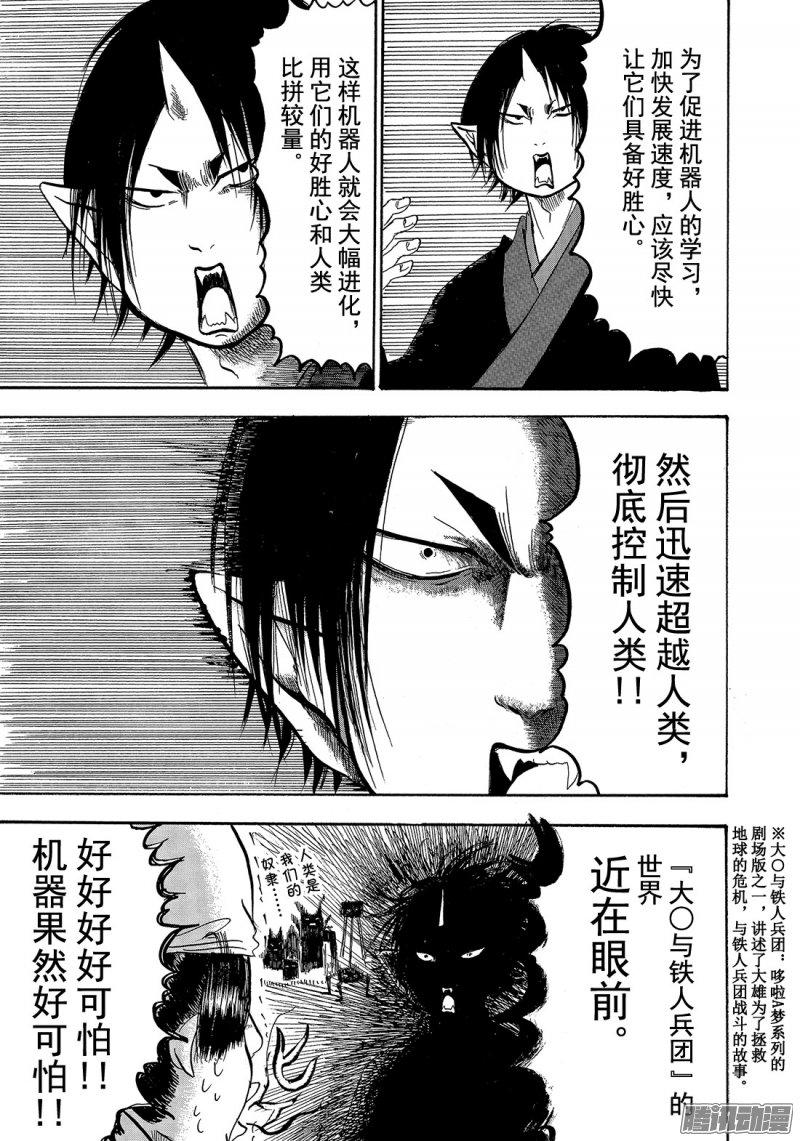 为了促进机器人的学习，
加快发展速度，应该尽快
让它们具备好胜心。
这样机器人就会大幅进化，
用它们的好胜心和人类
比拼较量。
然后迅速超越人类，
彻底控制人类！！
※大〇与铁人兵团：哆啦A梦系列的
剧场版之一，讲述了大雄为了拯救
地球的危机，与铁人兵团战斗的故事。
『大〇与铁人兵团』的
世界
近在眼前。
人类是
我们的
奴隶……
好好好好可怕！！
机器果然好可怕！！
腾讯动漫